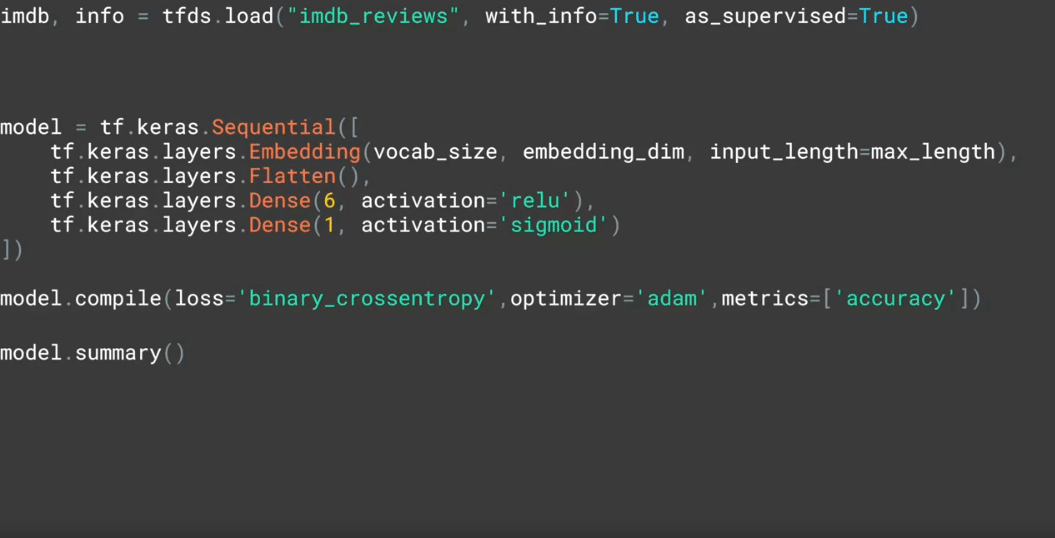 imdb, info = tfds.load("imdb_reviews", with_info=True, as_supervised=True)
model = tf.keras.Sequential([
    tf.keras.layers.Embedding(vocab_size, embedding_dim, input_length=max_length),
    tf.keras.layers.Flatten(),
    tf.keras.layers.Dense(6, activation='relu'),
    tf.keras.layers.Dense(1, activation='sigmoid')
])
model.compile(loss='binary_crossentropy',optimizer='adam',metrics=['accuracy'])
model.summary()